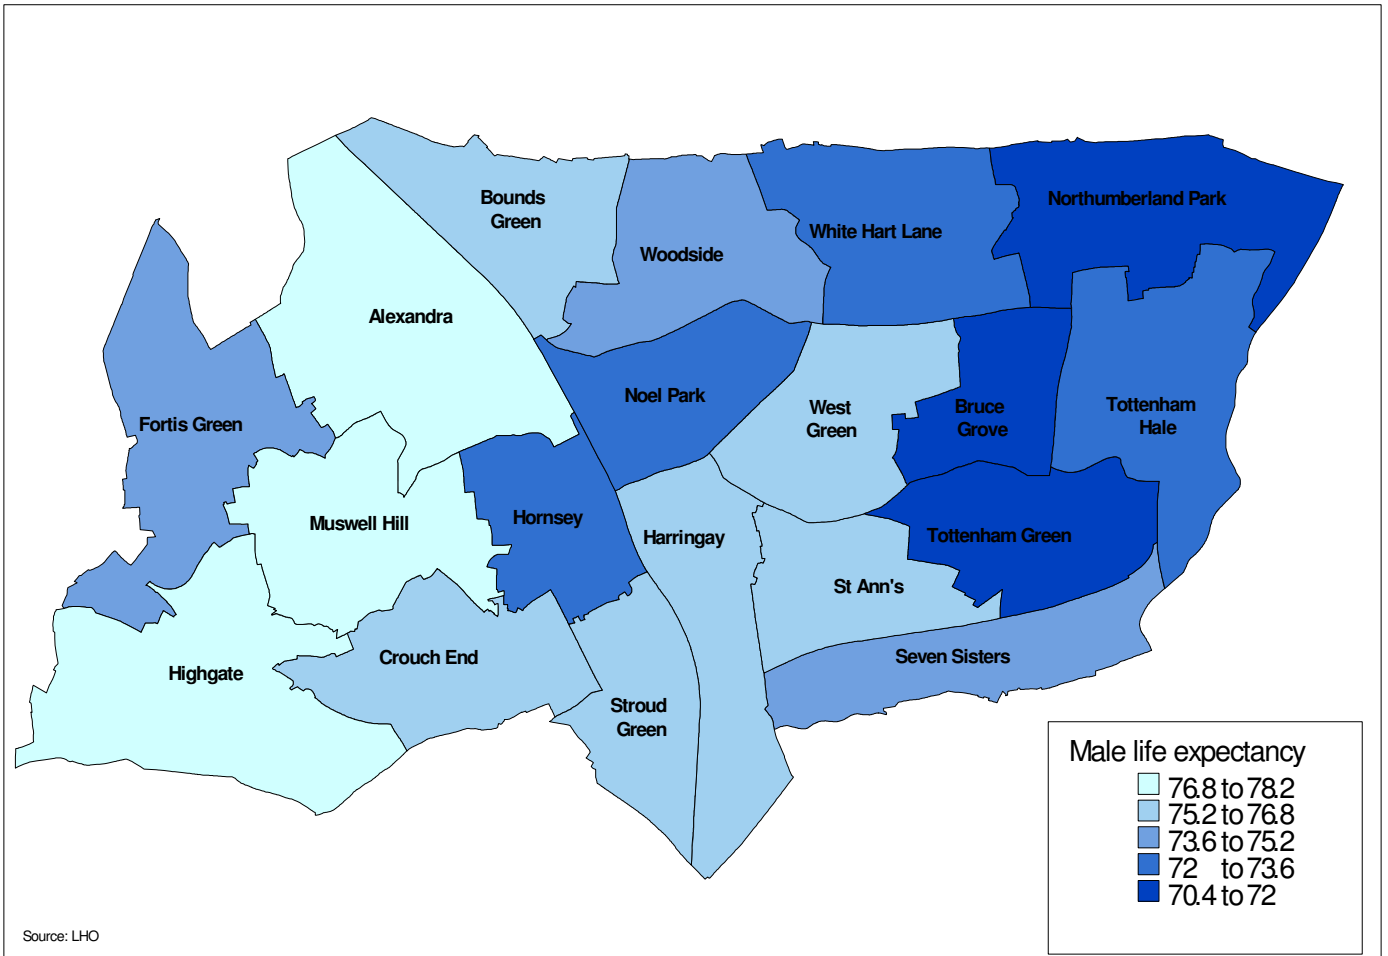 Bounds
Green
Northumberland Park
White Hart Lane
Woodside
Alexandra
Noel Park
West
Green
Bruce
Grove
Tottenham
Hale
Fortis Green
Muswell Hill
Hornsey
Harringay
Tottenham Green
St Ann's
Crouch End
Seven Sisters
Highgate
Stroud
Green
Male life expectancy
76.8 to 78.2
75.2 to 76.8
73.6 to 75.2
72 to 73.6
70.4 to 72
Source: LHO